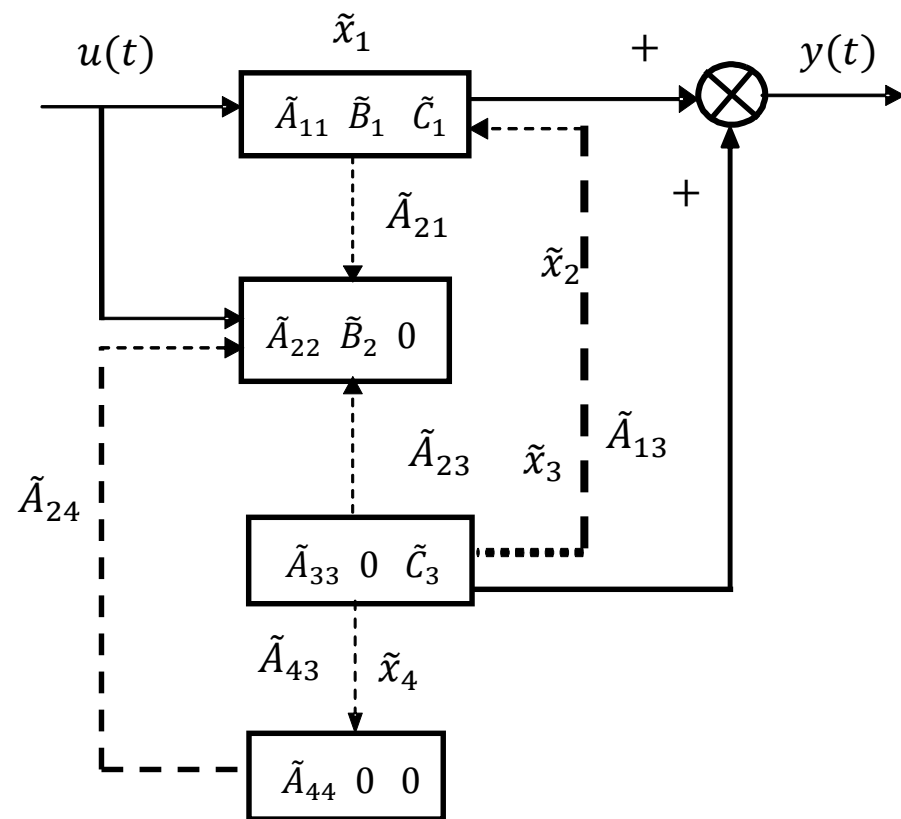 x̃₁
u(t)
+
y(t)
Ã₁₁ B̃₁ C̃₁
+
Ã₂₁
x̃₂
Ã₂₂ B̃₂ 0
Ã₁₃
Ã₂₃
x̃₃
Ã₂₄
Ã₃₃ 0 C̃₃
Ã₄₃
x̃₄
Ã₄₄ 0 0